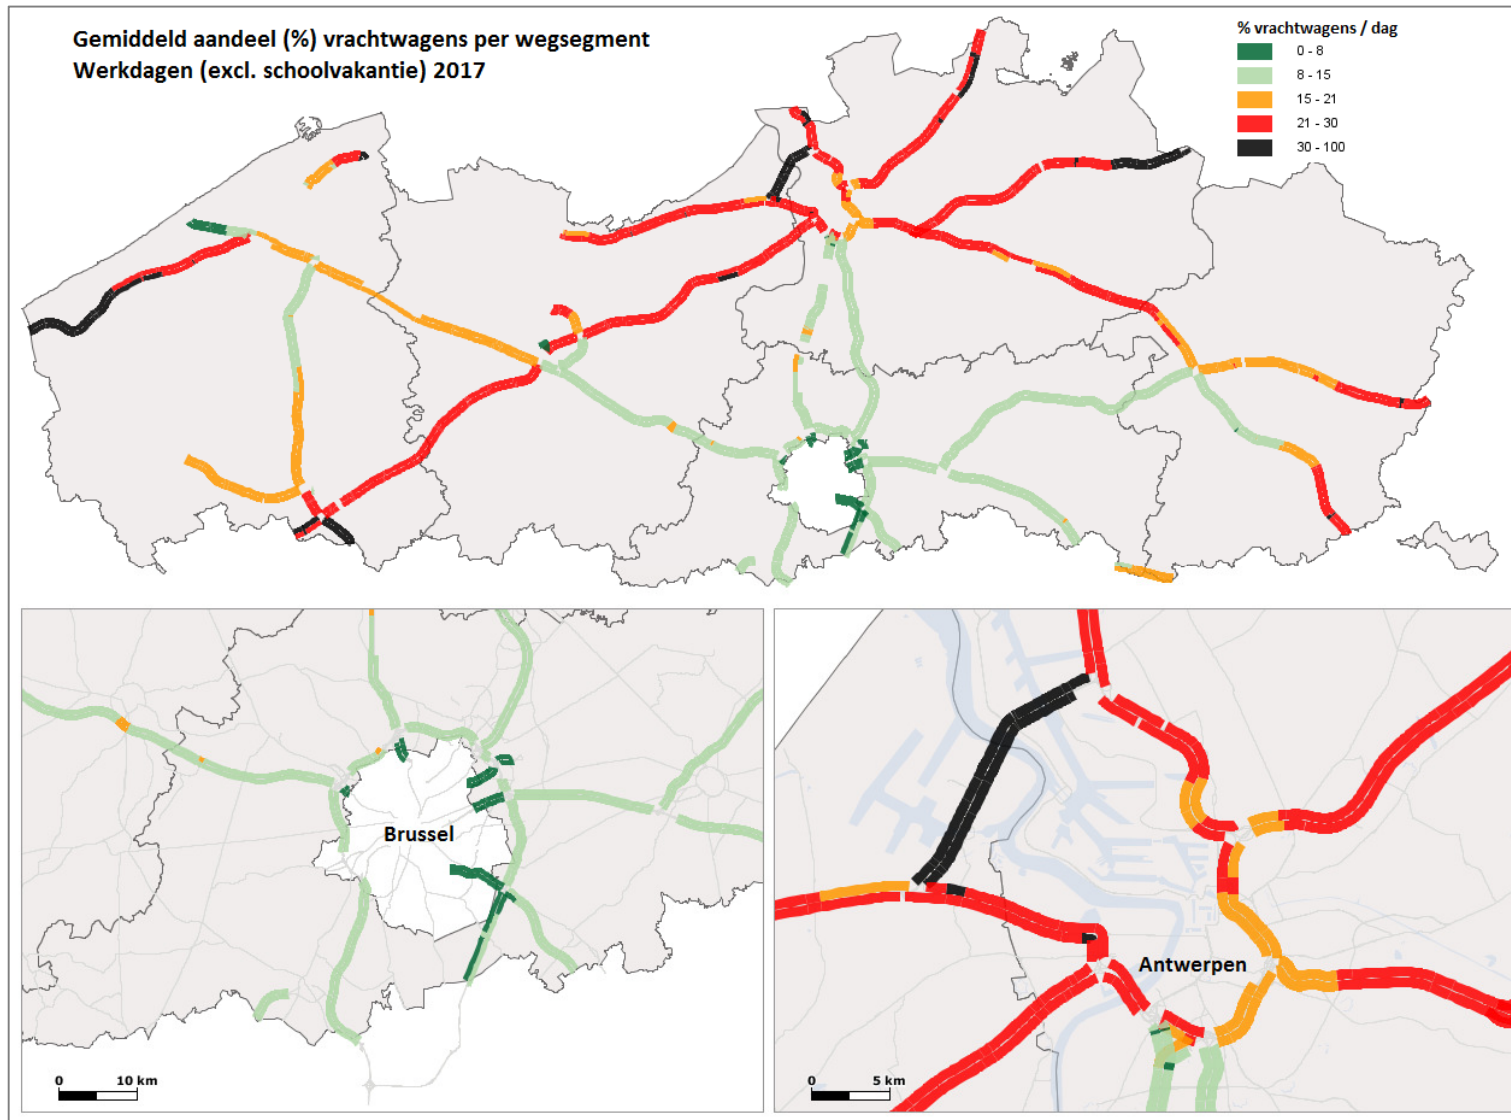 Gemiddeld aandeel (%) vrachtwagens per wegsegment
Werkdagen (excl. schoolvakantie) 2017
% vrachtwagens / dag
0 - 8
8 - 15
15 - 21
21 - 30
30 - 100
Brussel
0 10 km
Antwerpen
0 5 km